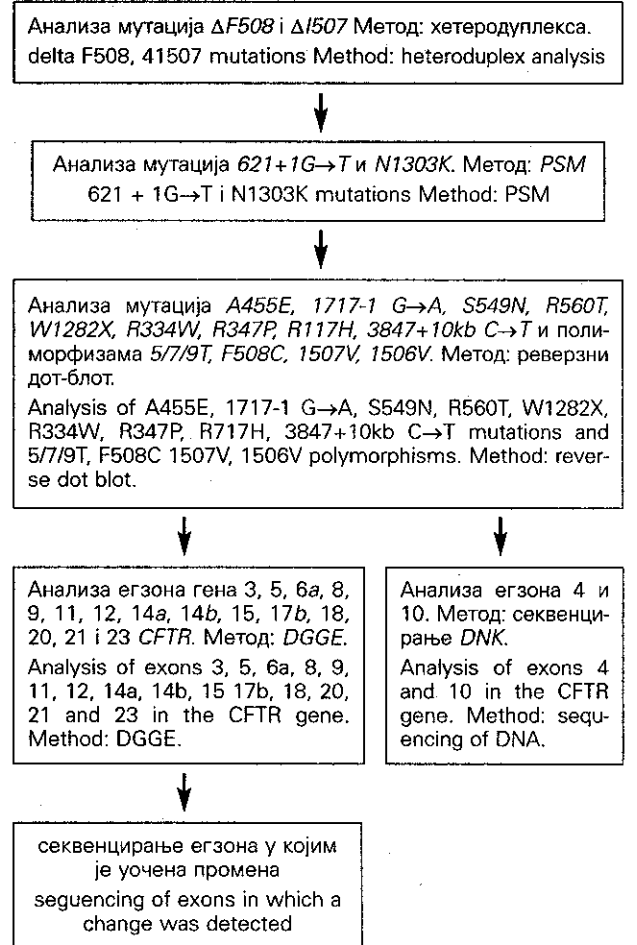 Анализа мутација ΔF508 i ΔI507 Метод: хетеродуплекса.
delta F508, 41507 mutations Method: heteroduplex analysis
Анализа мутација 621+1G→T и N1303K. Метод: PSM
621 + 1G→T i N1303K mutations Method: PSM
Анализа мутација A455E, 1717-1 G→A, S549N, R560T,
W1282X, R334W, R347P, R117H, 3847+10kb C→T и поли-
морфизама 5/7/9T, F508C, 1507V, 1506V. Метод: реверзни
дот-блот.
Analysis of A455E, 1717-1 G→A, S549N, R560T, W1282X,
R334W, R347P, R717H, 3847+10kb C→T mutations and
5/7/9T, F508C 1507V, 1506V polymorphisms. Method: rever-
se dot blot.
Анализа егзона гена 3, 5, 6a, 8,
9, 11, 12, 14a, 14b, 15, 17b, 18,
20, 21 i 23 CFTR. Метод: DGGE.
Analysis of exons 3, 5, 6a, 8, 9,
11, 12, 14a, 14b, 15 17b, 18, 20,
21 and 23 in the CFTR gene.
Method: DGGE.
Анализа егзона 4 и
10. Метод: секвенци-
рање DNK.
Analysis of exons 4
and 10 in the CFTR
gene. Method: sequ-
encing of DNA.
секвенцирање егзона у којим
је уочена промена
seguencing of exons in which a
change was detected